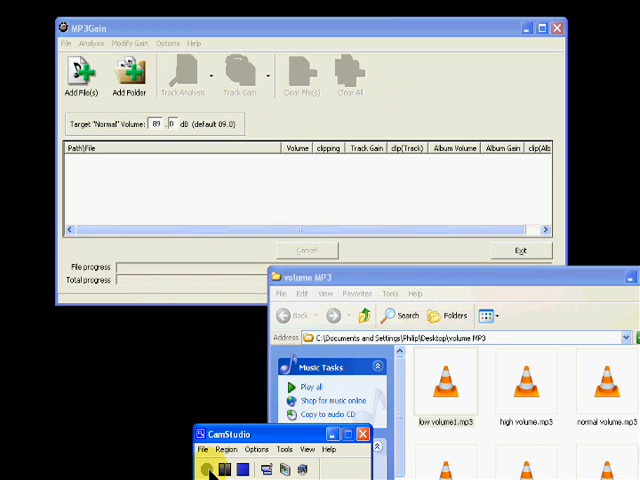 MP3Gain
File Analysis Modify Gain Options Help
Add File(s) Add Folder Track Analysis Track Gain Clear File(s) Clear All
Target "Normal" Volume: 89 .0 dB (default 89.0)
Path\File Volume clipping Track Gain clip(Track) Album Volume Album Gain clip(Alb
Cancel Exit
File progress
Total progress
volume MP3
File Edit View Favorites Tools Help
Back Search Folders
Address C:\Documents and Settings\Philip\Desktop\volume MP3
Music Tasks
Play all
Shop for music online
Copy to audio CD
low volume1.mp3 high volume.mp3 normal volume.mp3
CamStudio
File Region Options Tools View Help